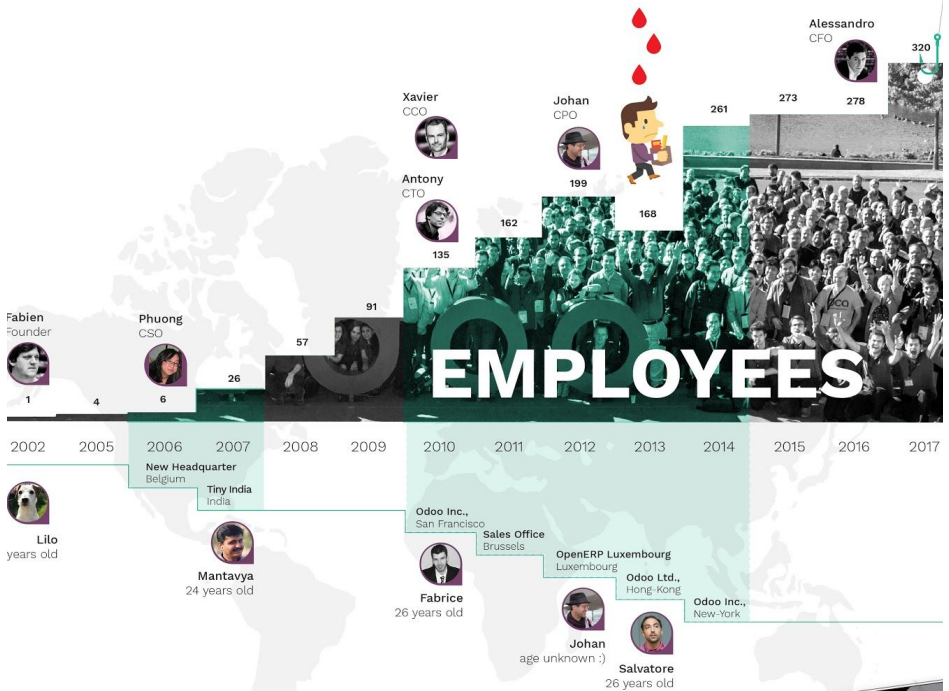 Alessandro
CFO
320
Xavier
CCO
Johan
CPO
261
273
278
Antony
CTO
199
168
162
135
Fabien
Founder
Phuong
CSO
91
57
26
1
4
6
EMPLOYEES
2002 2005 2006 2007 2008 2009 2010 2011 2012 2013 2014 2015 2016 2017
New Headquarter
Belgium
Tiny India
India
Lilo
years old
Mantavya
24 years old
Odoo Inc.,
San Francisco
Sales Office
Brussels
OpenERP Luxembourg
Luxembourg
Odoo Ltd.,
Hong-Kong
Odoo Inc.,
New-York
Fabrice
26 years old
Johan
age unknown :)
Salvatore
26 years old